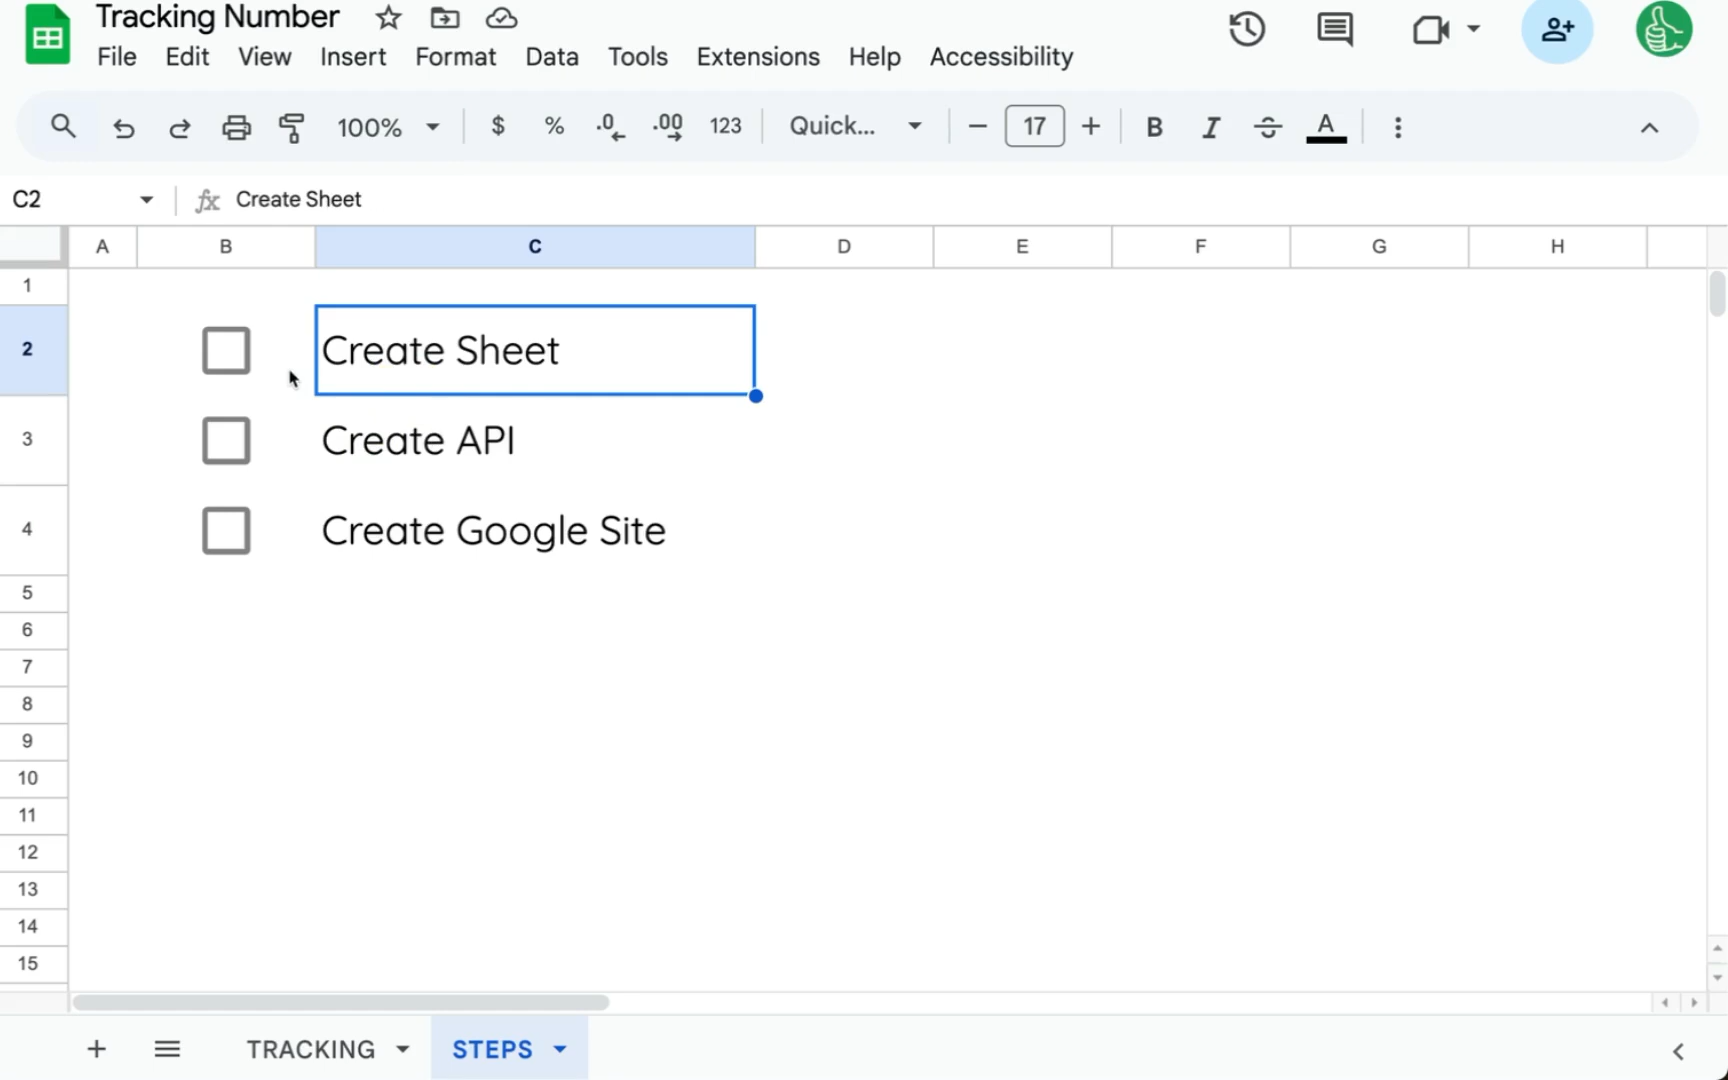 Tracking Number
File Edit View Insert Format Data Tools Extensions Help Accessibility
100% $ % .0 .00 123 Quick... 17 B I S A
C2 fx Create Sheet
A B C D E F G H
1
2 Create Sheet
3 Create API
4 Create Google Site
5
6
7
8
9
10
11
12
13
14
15
TRACKING STEPS